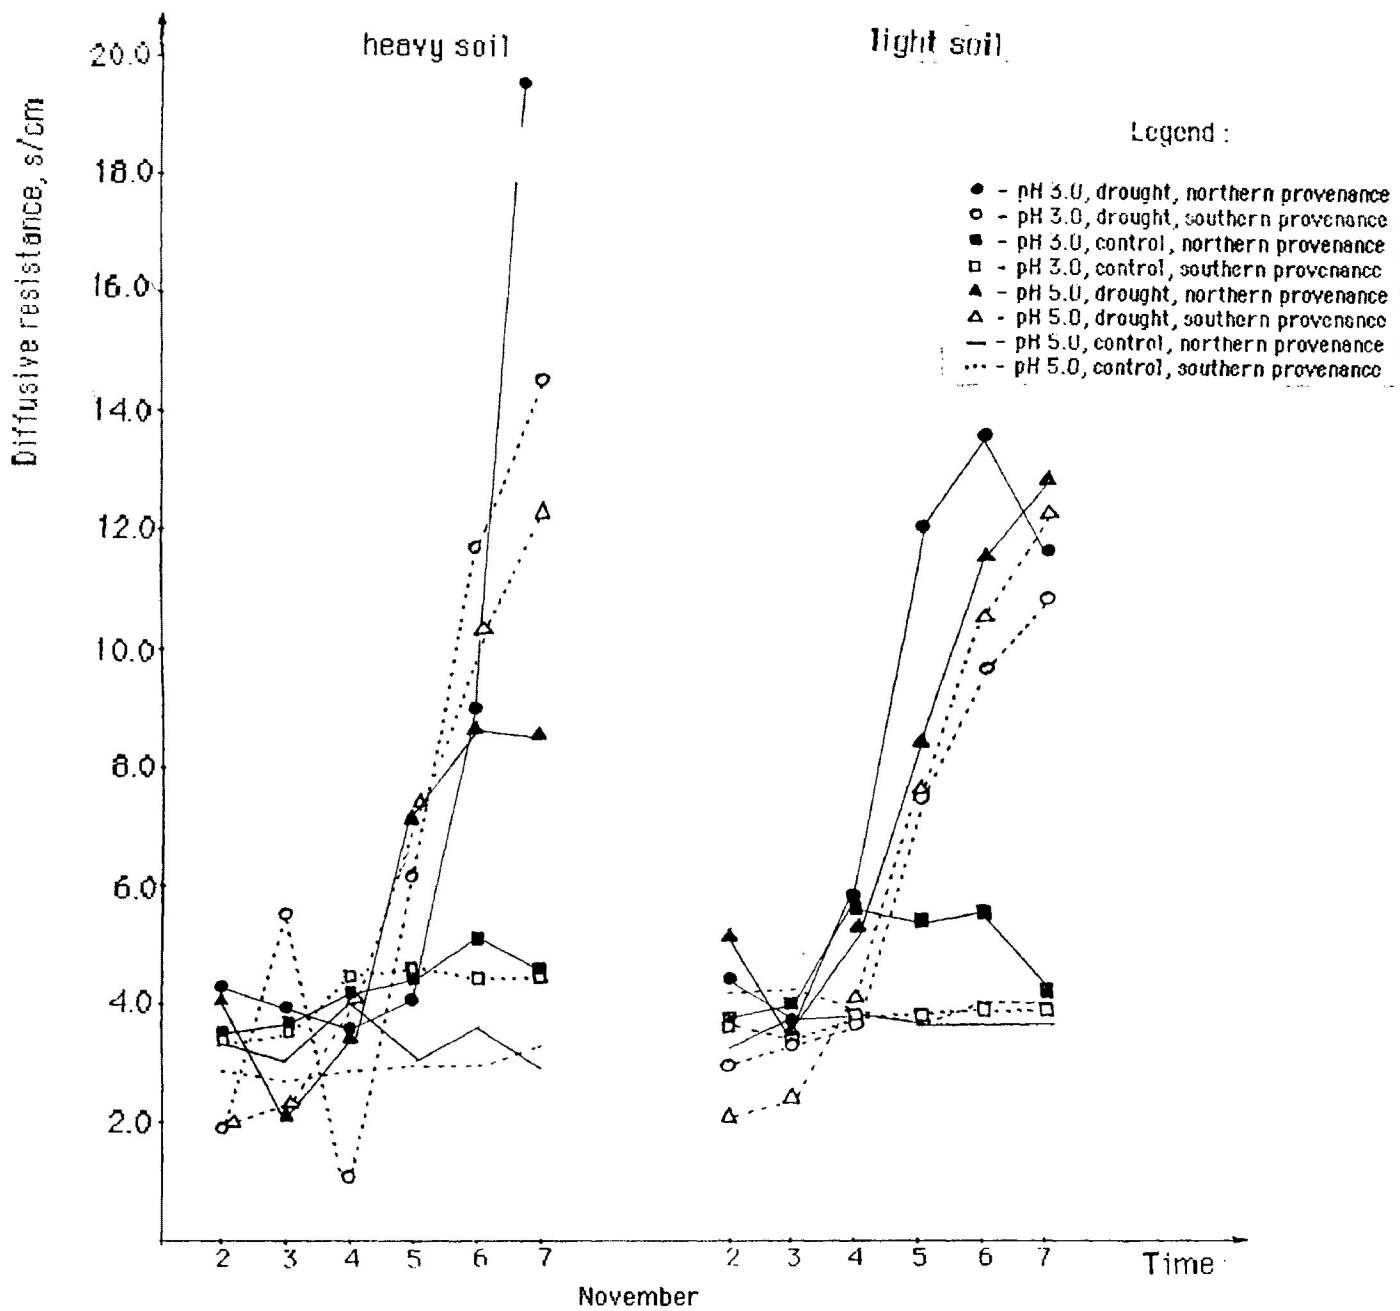 heavy soil
light soil
Diffusive resistance, s/cm
20.0
18.0
16.0
14.0
12.0
10.0
8.0
6.0
4.0
2.0
Legend :
● - pH 3.0, drought, northern provenance
○ - pH 3.0, drought, southern provenance
■ - pH 3.0, control, northern provenance
□ - pH 3.0, control, southern provenance
▲ - pH 5.0, drought, northern provenance
△ - pH 5.0, drought, southern provenance
— - pH 5.0, control, northern provenance
··· - pH 5.0, control, southern provenance
2 3 4 5 6 7
2 3 4 5 6 7
Time
November